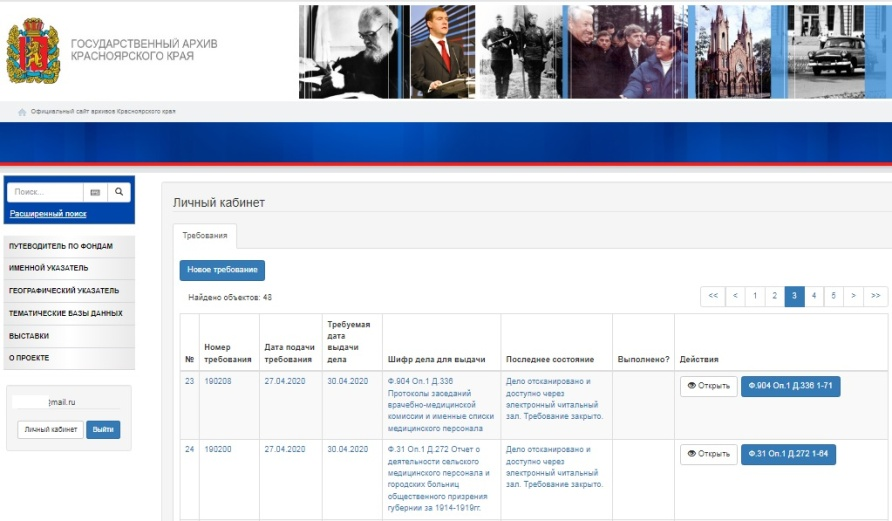 ГОСУДАРСТВЕННЫЙ АРХИВ
КРАСНОЯРСКОГО КРАЯ
Официальный сайт архивов Красноярского края
Поиск...
Расширенный поиск
ПУТЕВОДИТЕЛЬ ПО ФОНДАМ
ИМЕННОЙ УКАЗАТЕЛЬ
ГЕОГРАФИЧЕСКИЙ УКАЗАТЕЛЬ
ТЕМАТИЧЕСКИЕ БАЗЫ ДАННЫХ
ВЫСТАВКИ
О ПРОЕКТЕ
@mail.ru
Личный кабинет Выйти
Личный кабинет
Требования
Новое требование
Найдено объектов: 48
<< < 1 2 3 4 5 > >>
№
Номер
требования
Дата подачи
требования
Требуемая
дата
выдачи
дела
Шифр дела для выдачи
Последнее состояние
Выполнено?
Действия
23
190208
27.04.2020
30.04.2020
Ф.904 Оп.1 Д.336
Протоколы заседаний
врачебно-медицинской
комиссии и именные списки
медицинского персонала
Дело отсканировано и
доступно через
электронный читальный
зал. Требование закрыто.
Открыть
Ф.904 Оп.1 Д.336 1-71
24
190200
27.04.2020
30.04.2020
Ф.31 Оп.1 Д.272 Отчет о
деятельности сельского
медицинского персонала и
городских больниц
общественного призрения
губернии за 1914-1919гг.
Дело отсканировано и
доступно через
электронный читальный
зал. Требование закрыто.
Открыть
Ф.31 Оп.1 Д.272 1-64